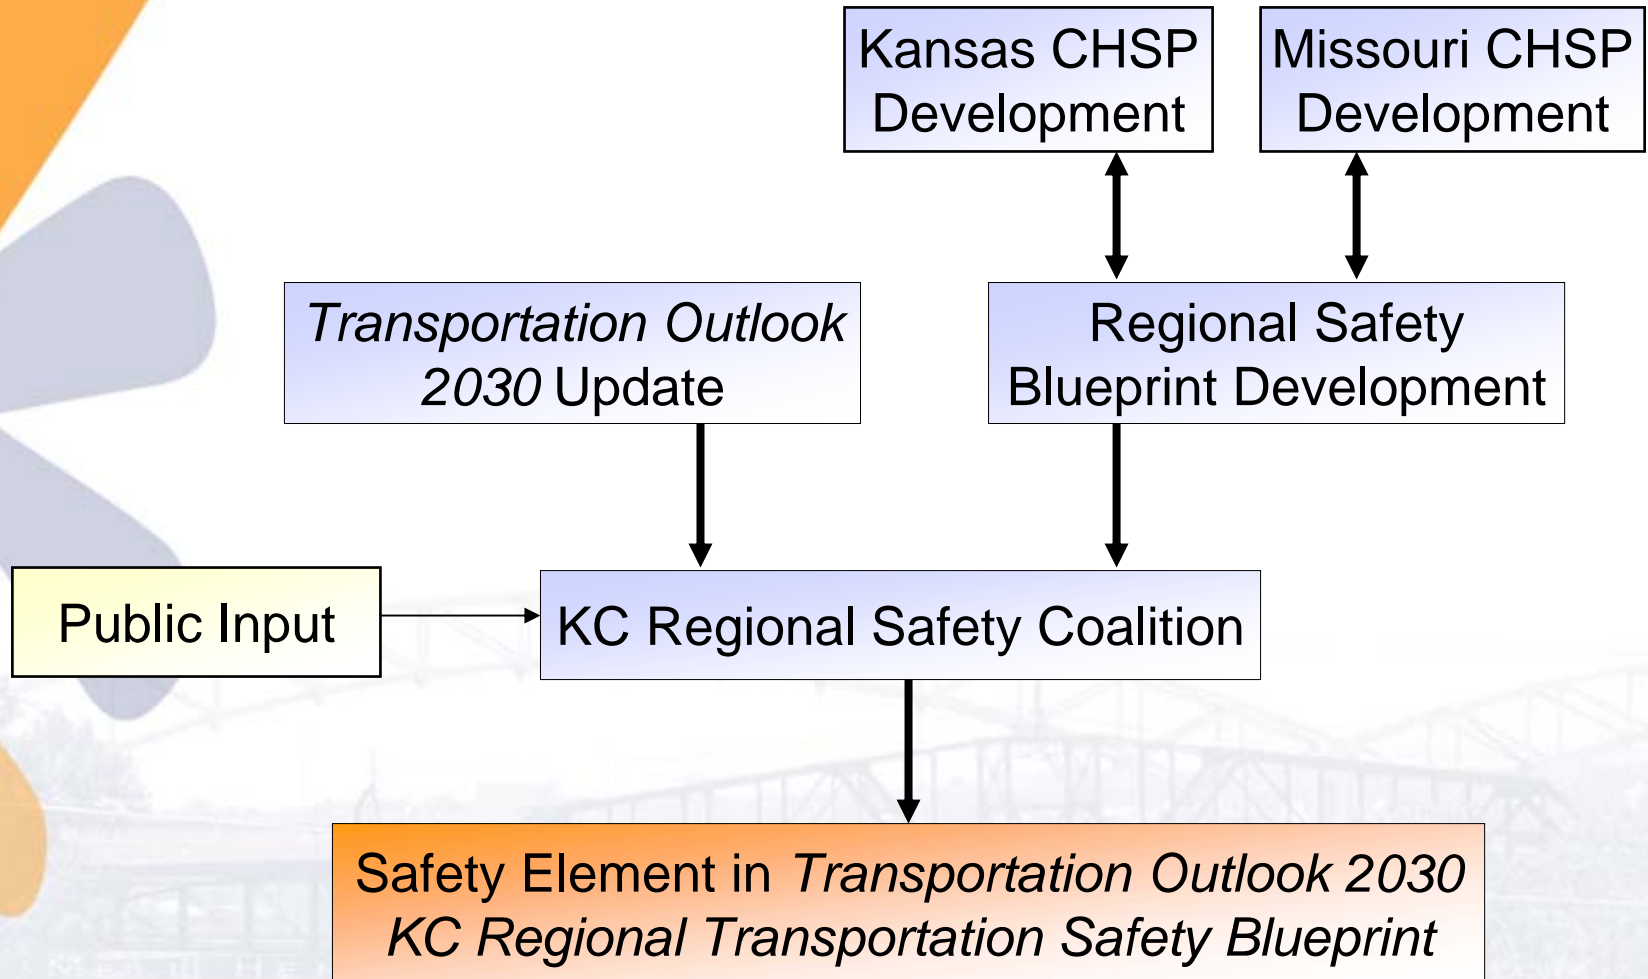 Kansas CHSP
Development
Missouri CHSP
Development
Transportation Outlook
2030 Update
Regional Safety
Blueprint Development
Public Input
KC Regional Safety Coalition
Safety Element in Transportation Outlook 2030
KC Regional Transportation Safety Blueprint